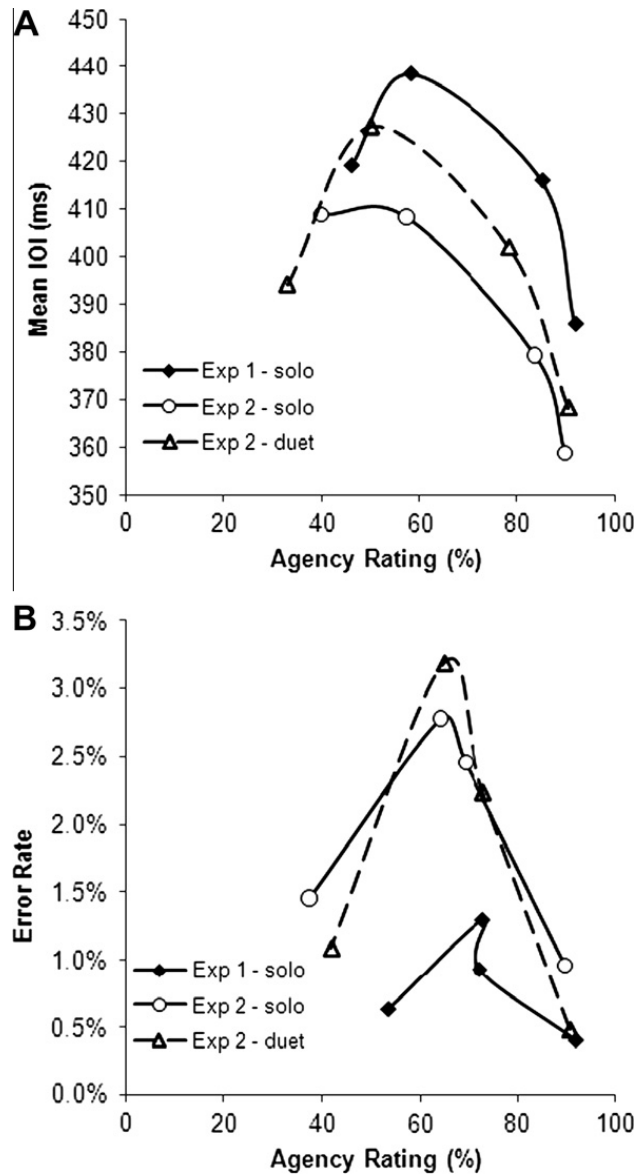 A
450
440
430
420
410
400
390
380
370
360
350
Mean IOI (ms)
Exp 1 - solo
Exp 2 - solo
Exp 2 - duet
0 20 40 60 80 100
Agency Rating (%)
B
3.5%
3.0%
2.5%
2.0%
1.5%
1.0%
0.5%
0.0%
Error Rate
Exp 1 - solo
Exp 2 - solo
Exp 2 - duet
0 20 40 60 80 100
Agency Rating (%)